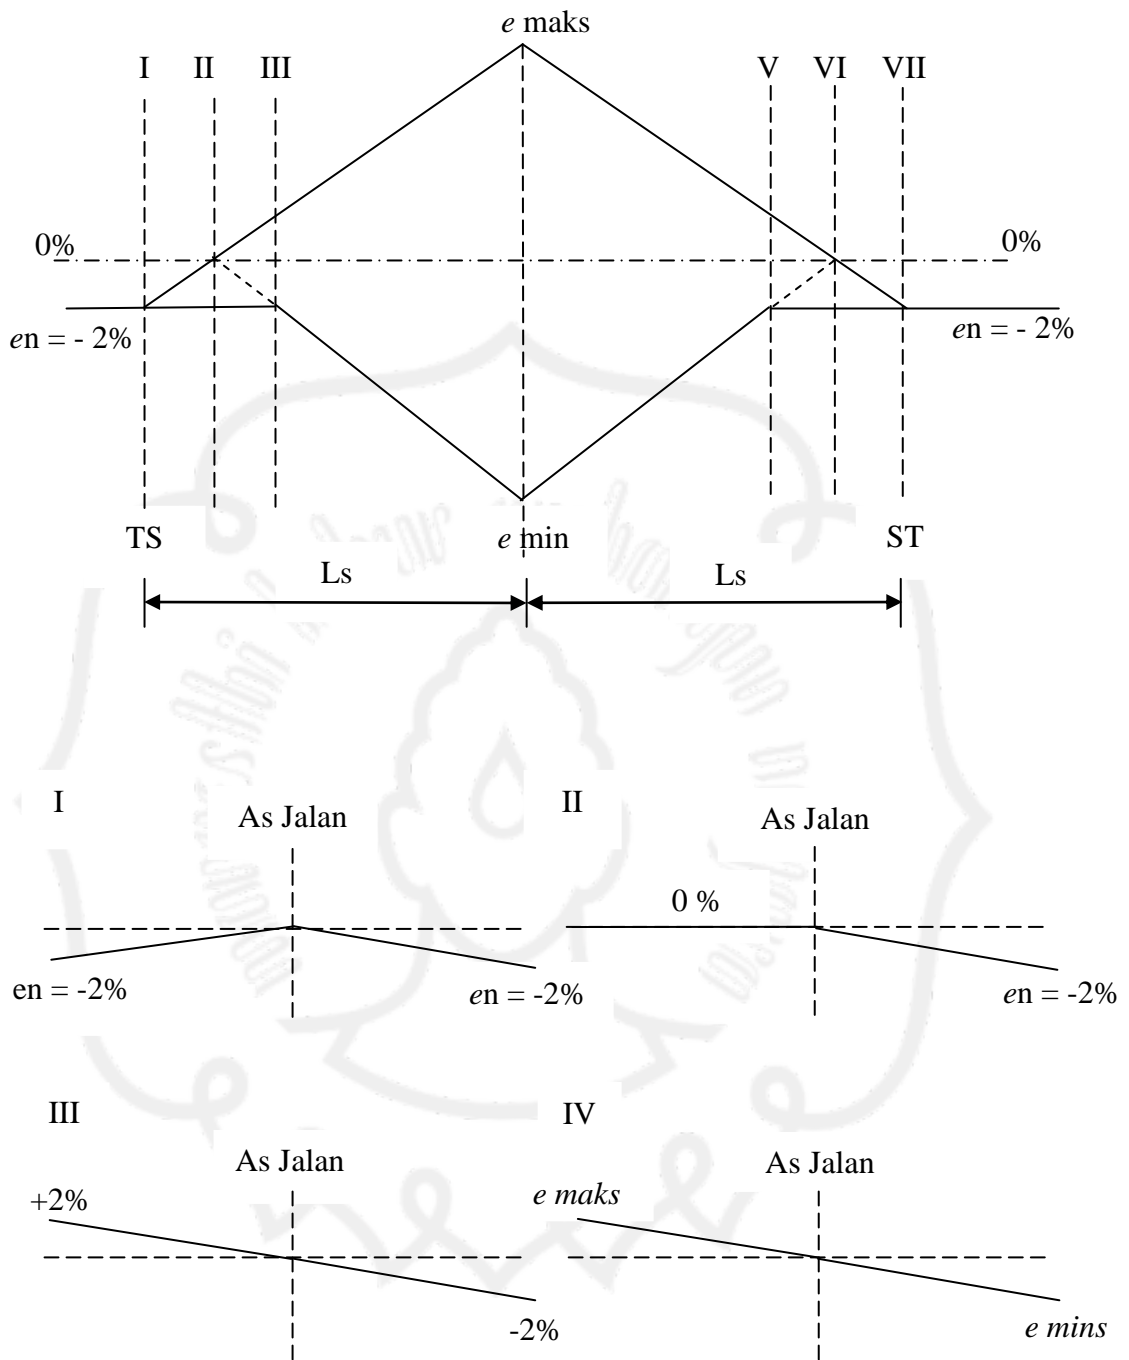 e maks
I II III V VI VII
0% 0%
en = - 2% en = - 2%
TS e min ST
Ls Ls
I II
As Jalan As Jalan
0 %
en = -2% en = -2% en = -2%
III IV
As Jalan As Jalan
+2% e maks
-2% e mins